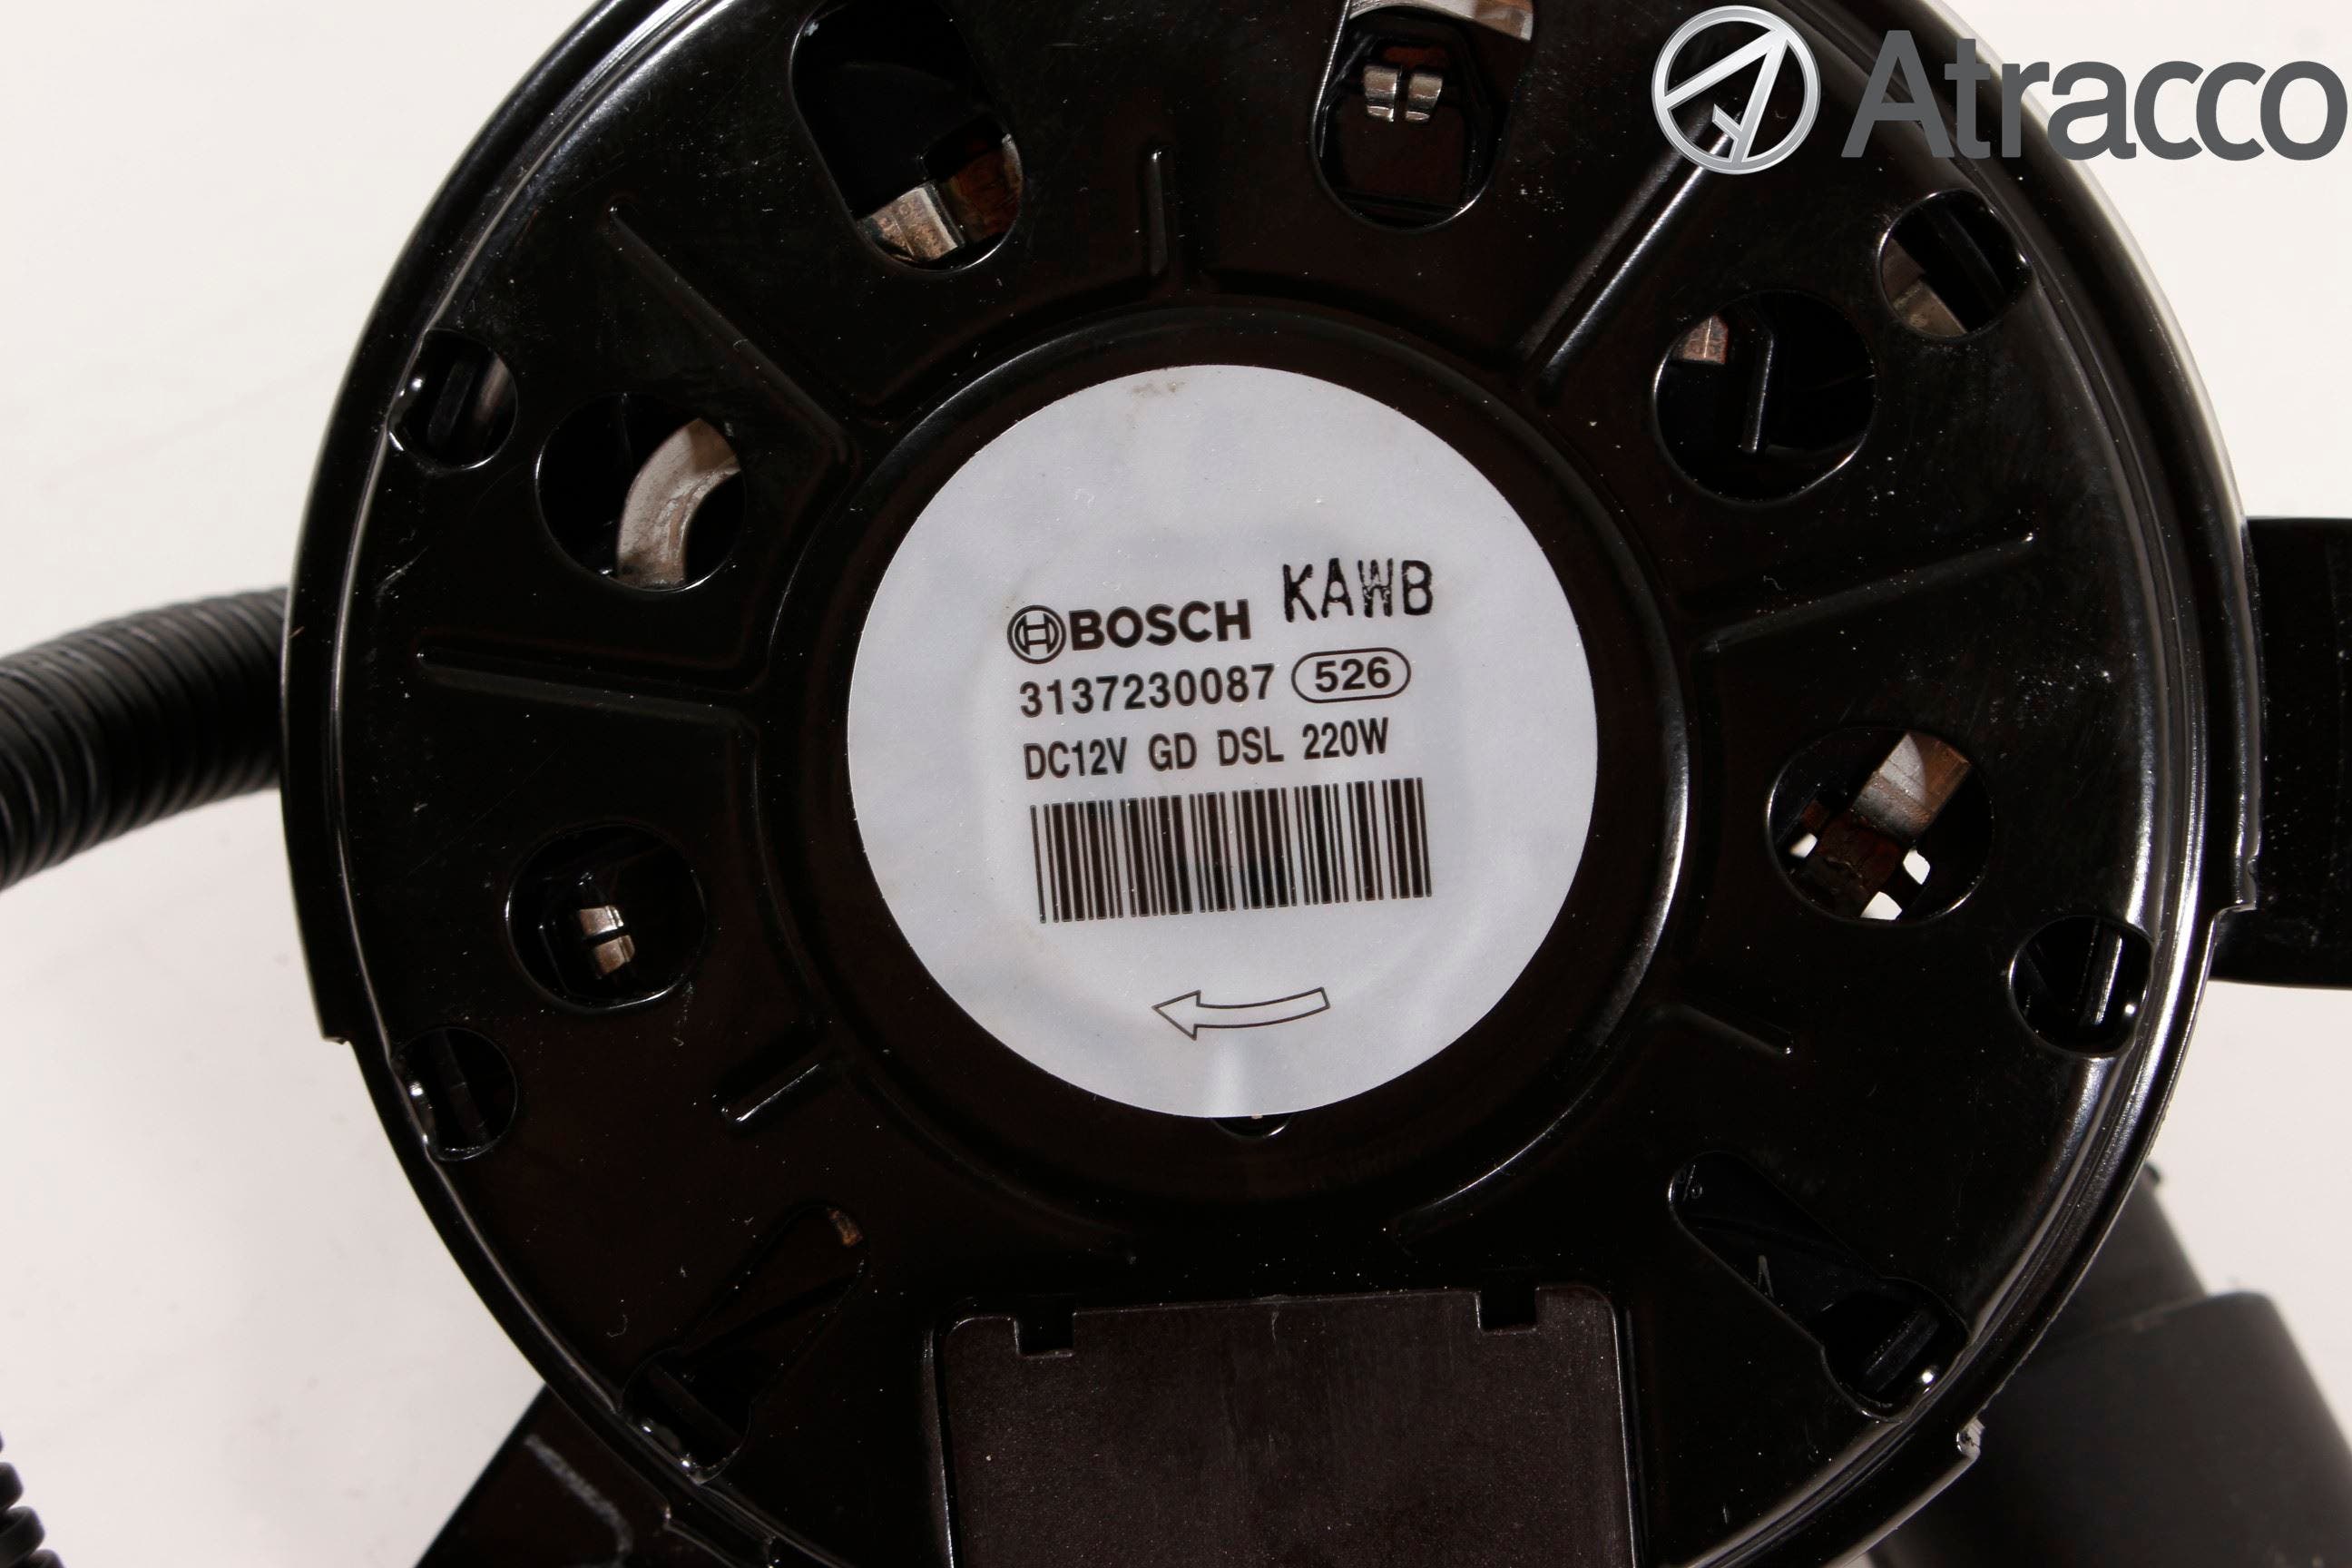 Atracco
BOSCH KAWB
3137230087 526
DC12V GD DSL 220W